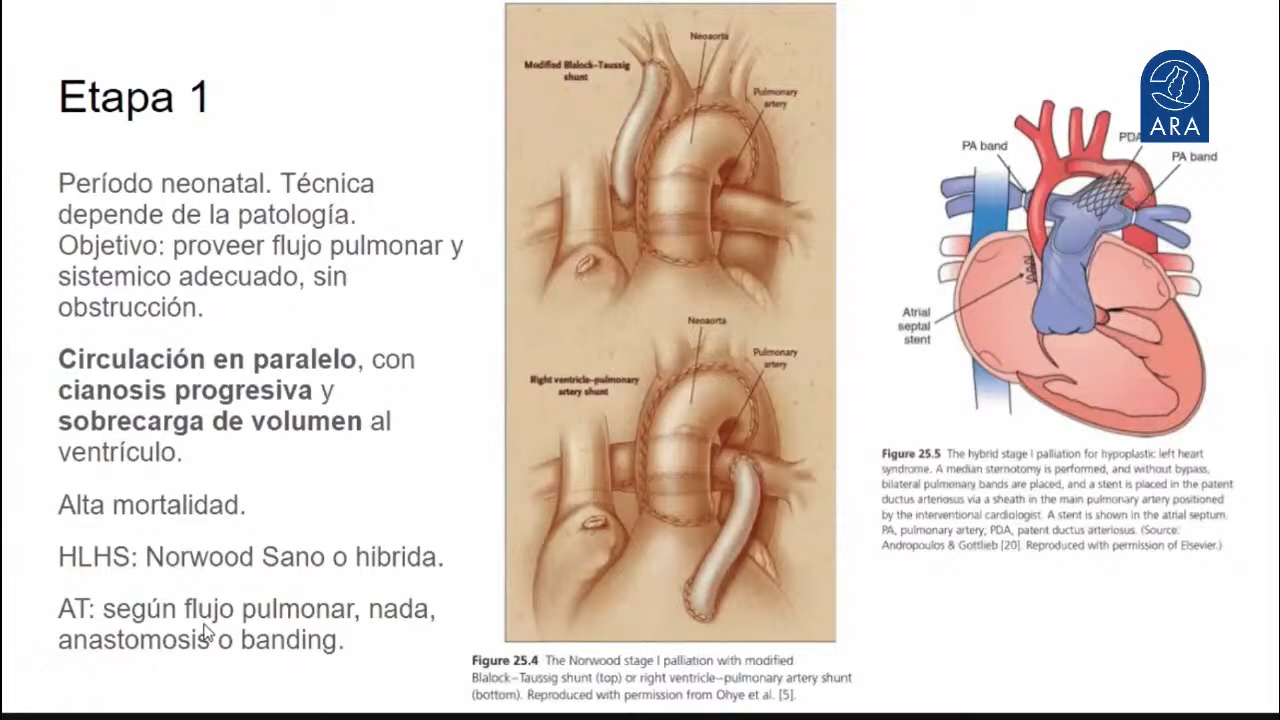 Etapa 1
Período neonatal. Técnica
depende de la patología.
Objetivo: proveer flujo pulmonar y
sistemico adecuado, sin
obstrucción.
Circulación en paralelo, con
cianosis progresiva y
sobrecarga de volumen al
ventrículo.
Alta mortalidad.
HLHS: Norwood Sano o hibrida.
AT: según flujo pulmonar, nada,
anastomosis o banding.
Neoaorta
Modified Blalock–Taussig
shunt
Pulmonary
artery
Neoaorta
Pulmonary
artery
Right ventricle–pulmonary
artery shunt
Figure 25.4 The Norwood stage I palliation with modified
Blalock–Taussig shunt (top) or right ventricle–pulmonary artery shunt
(bottom). Reproduced with permission from Ohye et al. [5].
ARA
PA band
PDA
PA band
Atrial
septal
stent
Figure 25.5 The hybrid stage I palliation for hypoplastic left heart
syndrome. A median sternotomy is performed, and without bypass,
bilateral pulmonary bands are placed, and a stent is placed in the patent
ductus arteriosus via a sheath in the main pulmonary artery positioned
by the interventional cardiologist. A stent is shown in the atrial septum.
PA, pulmonary artery; PDA, patent ductus arteriosus. (Source:
Andropoulos & Gottlieb [20]. Reproduced with permission of Elsevier.)